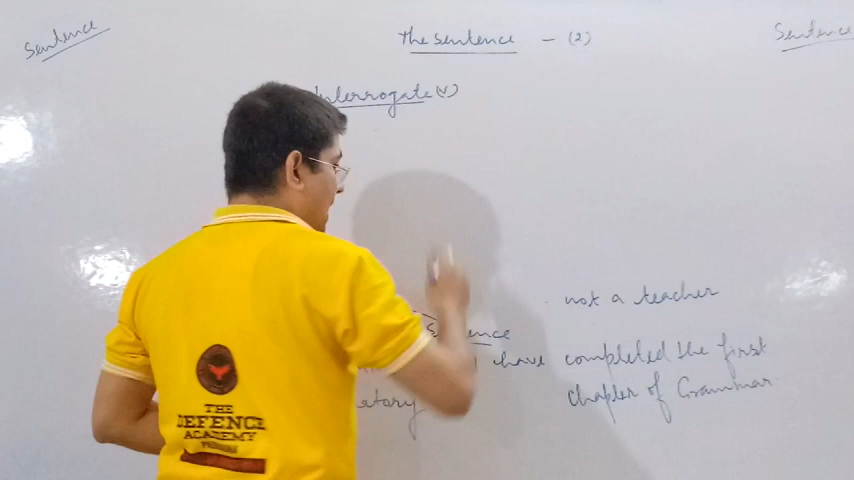 Sentence
The sentence - (2)
Sentence
Interrogate (v)
not a teacher
have completed the first
chapter of Grammar.
THE
DEFENCE
ACADEMY